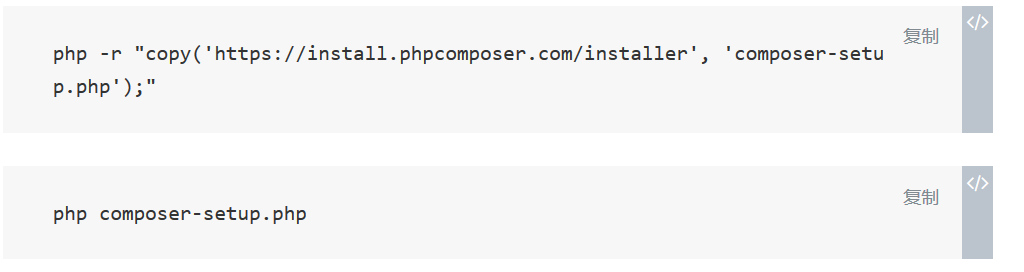 复制
</>
php -r "copy('https://install.phpcomposer.com/installer', 'composer-setu
p.php');"
复制
</>
php composer-setup.php